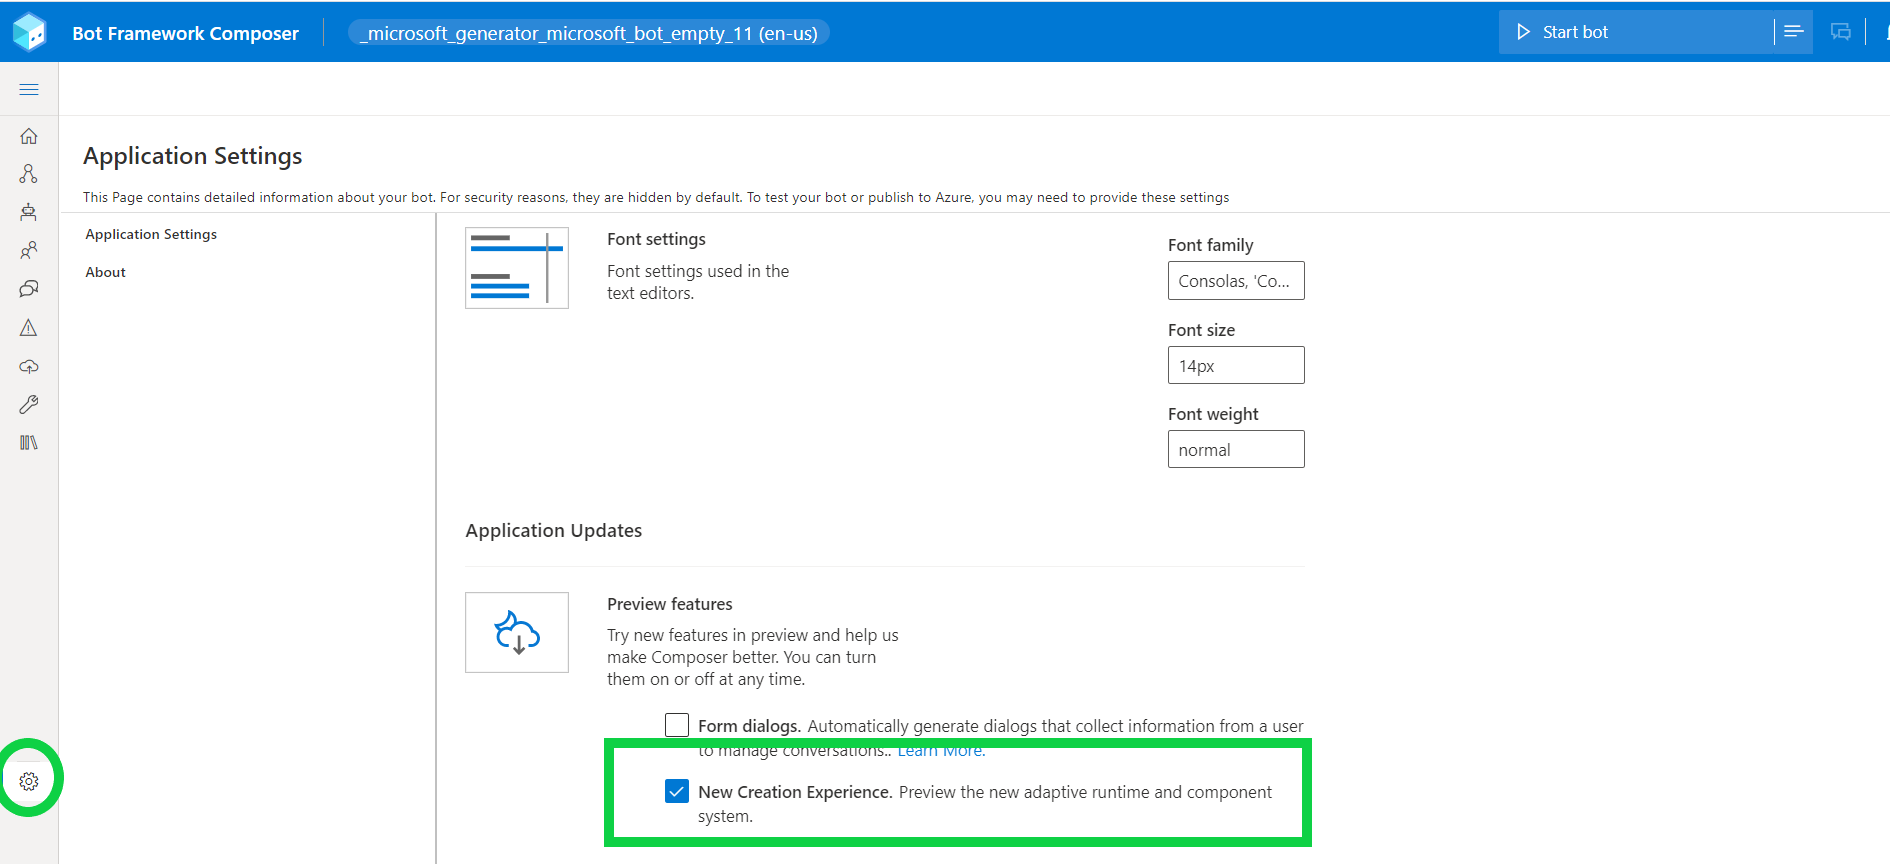 Bot Framework Composer
_microsoft_generator_microsoft_bot_empty_11 (en-us)
Start bot
Application Settings
This Page contains detailed information about your bot. For security reasons, they are hidden by default. To test your bot or publish to Azure, you may need to provide these settings
Application Settings
About
Font settings
Font settings used in the
text editors.
Font family
Consolas, 'Co...
Font size
14px
Font weight
normal
Application Updates
Preview features
Try new features in preview and help us
make Composer better. You can turn
them on or off at any time.
Form dialogs. Automatically generate dialogs that collect information from a user
to manage conversations.. Learn More.
New Creation Experience. Preview the new adaptive runtime and component
system.